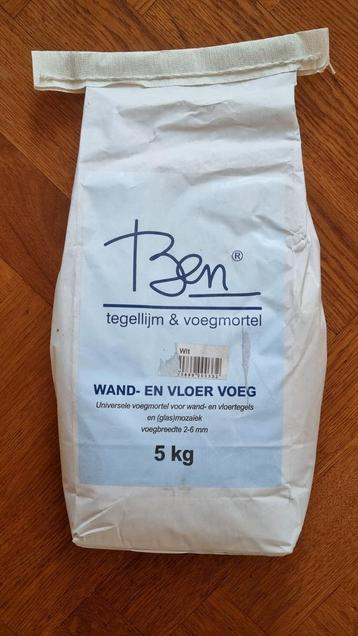 Ben®
tegellijm & voegmortel
Wit
WAND- EN VLOER VOEG
Universele voegmortel voor wand- en vloertegels
en (glas)mozaïek
voegbreedte 2-6 mm
5 kg